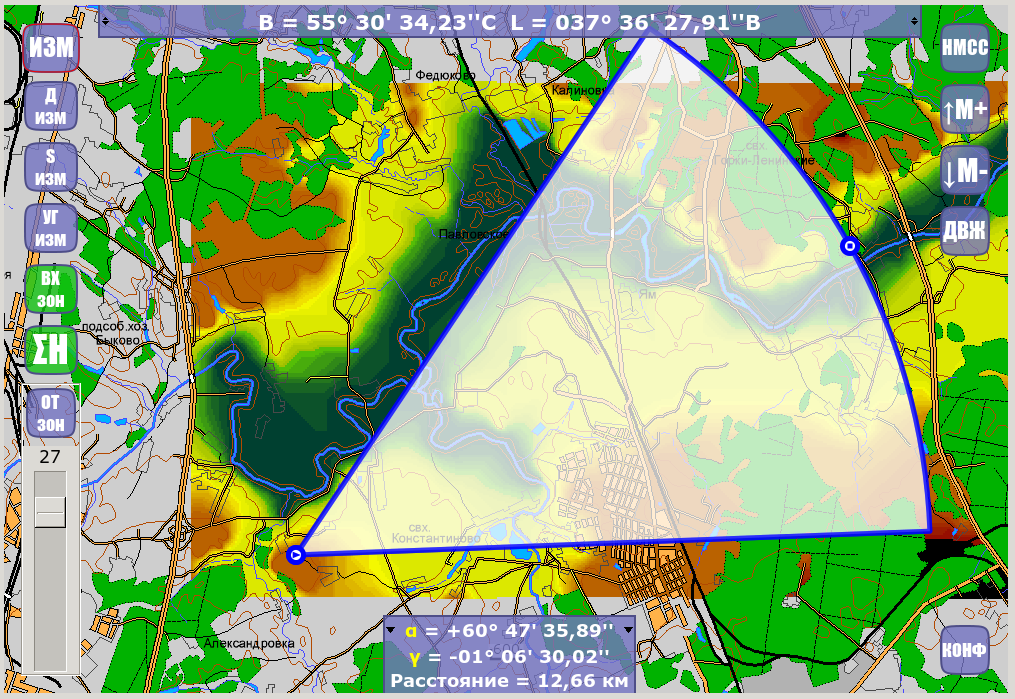 B = 55° 30' 34,23''С L = 037° 36' 27,91''В
ИЗМ
НМСС
Федюково
Калиновк
Д
ИЗМ
↑М+
S
ИЗМ
свх.
Горки-Ленинские
↓М-
УГ
ИЗМ
Павловское
ДВЖ
я
ВХ
ЗОН
Ям
подсоб.хоз.
Быково
ΣН
ОТ
ЗОН
27
свх.
Константиново
α = +60° 47' 35,89''
Александровка
γ = -01° 06' 30,02''
КОНФ
Расстояние = 12,66 км